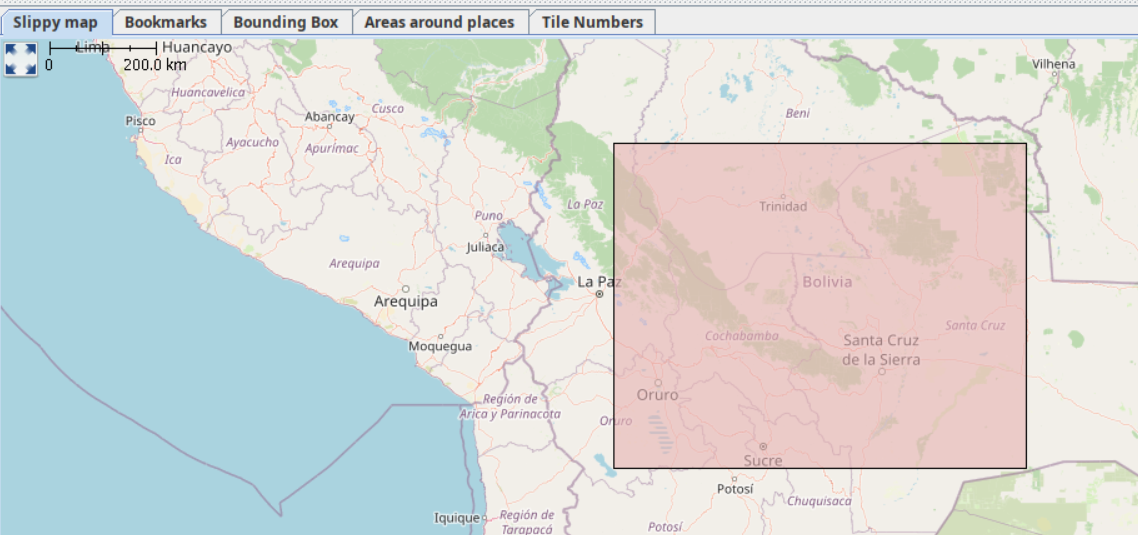 Slippy map Bookmarks Bounding Box Areas around places Tile Numbers
Lima
Huancayo
0 200.0 km
Vilhena
Huancavelica
Cusco
Beni
Pisco
Abancay
Ayacucho
Apurímac
Ica
La Paz
Trinidad
Puno
Juliaca
Arequipa
La Paz
Bolivia
Arequipa
Santa Cruz
Cochabamba
Santa Cruz
de la Sierra
Moquegua
Oruro
Región de
Arica y Parinacota
Oruro
Sucre
Potosí
Chuquisaca
Iquique
Región de
Tarapacá
Potosí